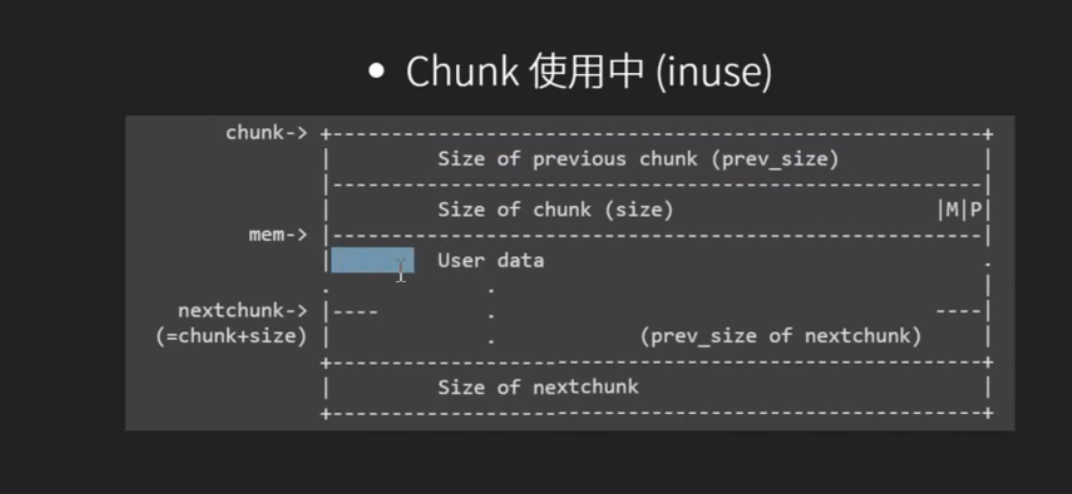 • Chunk 使用中 (inuse)
chunk-> +-----------------------------------------------------------------+
| Size of previous chunk (prev_size) |
|-----------------------------------------------------------------|
| Size of chunk (size) |M|P|
mem-> |-----------------------------------------------------------------|
| User data .
. . |
nextchunk-> |---- . ----|
(=chunk+size) | . (prev_size of nextchunk) |
+-----------------------------------------------------------------+
| Size of nextchunk |
+-----------------------------------------------------------------+